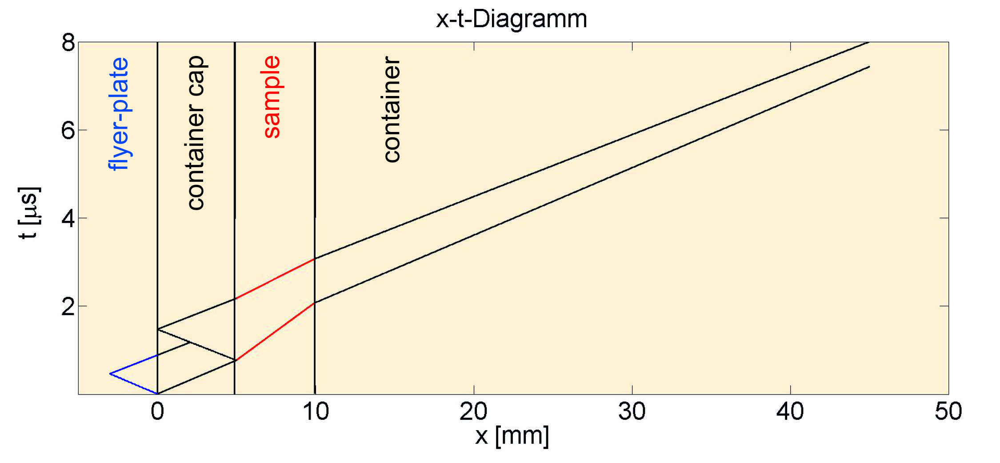 x-t-Diagramm
8
6
4
2
t [μs]
flyer-plate
container cap
sample
container
0 10 20 30 40 50
x [mm]